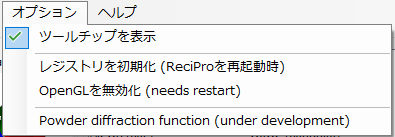 オプション ヘルプ
ツールチップを表示
レジストリを初期化 (ReciProを再起動時)
OpenGLを無効化 (needs restart)
Powder diffraction function (under development)